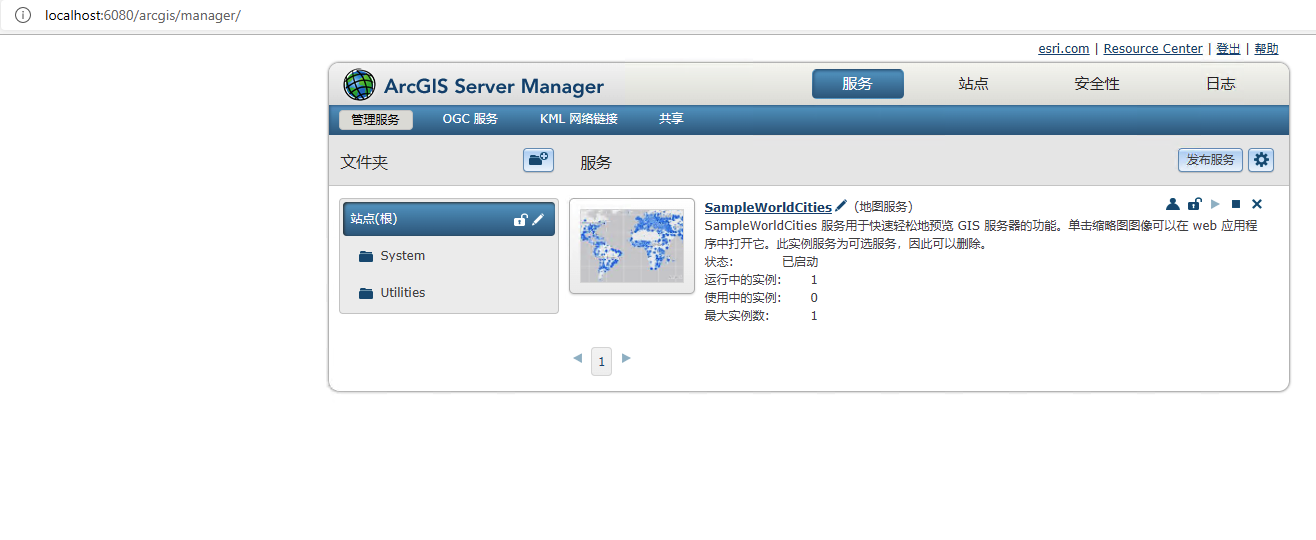 localhost:6080/arcgis/manager/
esri.com | Resource Center | 登出 | 帮助
ArcGIS Server Manager
服务 站点 安全性 日志
管理服务 OGC 服务 KML 网络链接 共享
文件夹 服务 发布服务
站点(根)
System
Utilities
SampleWorldCities (地图服务)
SampleWorldCities 服务用于快速轻松地预览 GIS 服务器的功能。单击缩略图图像可以在 web 应用程
序中打开它。此实例服务为可选服务，因此可以删除。
状态： 已启动
运行中的实例： 1
使用中的实例： 0
最大实例数： 1
1